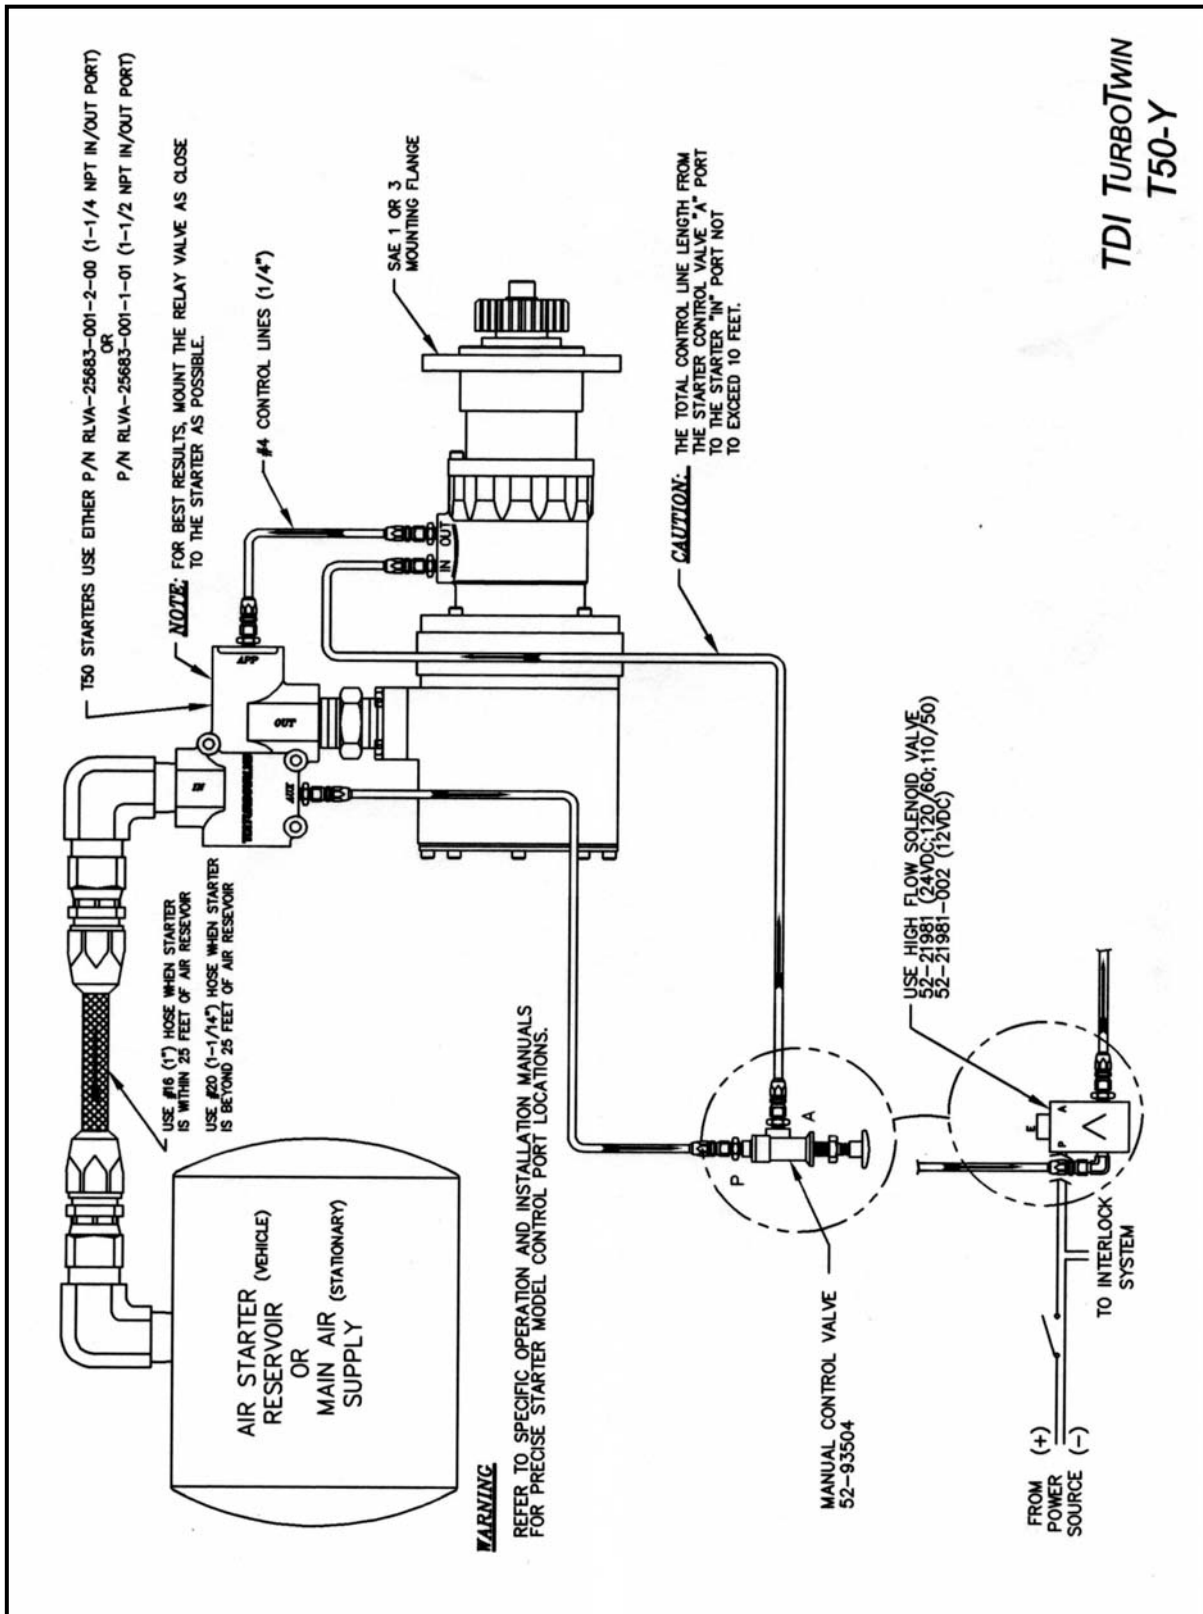 T50 STARTERS USE EITHER P/N RLVA-25683-001-2-00 (1-1/4 NPT IN/OUT PORT)
OR
P/N RLVA-25683-001-1-01 (1-1/2 NPT IN/OUT PORT)
NOTE: FOR BEST RESULTS, MOUNT THE RELAY VALVE AS CLOSE
TO THE STARTER AS POSSIBLE.
#4 CONTROL LINES (1/4")
SAE 1 OR 3
MOUNTING FLANGE
IN
OUT
APP
AUX
IN
OUT
USE #16 (1") HOSE WHEN STARTER
IS WITHIN 25 FEET OF AIR RESEVOIR
USE #20 (1-1/14") HOSE WHEN STARTER
IS BEYOND 25 FEET OF AIR RESEVOIR
AIR STARTER (VEHICLE)
RESERVOIR
OR
MAIN AIR (STATIONARY)
SUPPLY
WARNING
REFER TO SPECIFIC OPERATION AND INSTALLATION MANUALS
FOR PRECISE STARTER MODEL CONTROL PORT LOCATIONS.
CAUTION: THE TOTAL CONTROL LINE LENGTH FROM
THE STARTER CONTROL VALVE "A" PORT
TO THE STARTER "IN" PORT NOT
TO EXCEED 10 FEET.
P
A
MANUAL CONTROL VALVE
52-93504
USE HIGH FLOW SOLENOID VALVE
52-21981 (24VDC;120/60;110/50)
52-21981-002 (12VDC)
E
P
A
TO INTERLOCK
SYSTEM
FROM (+)
POWER
SOURCE (-)
TDI TURBOTWIN
T50-Y